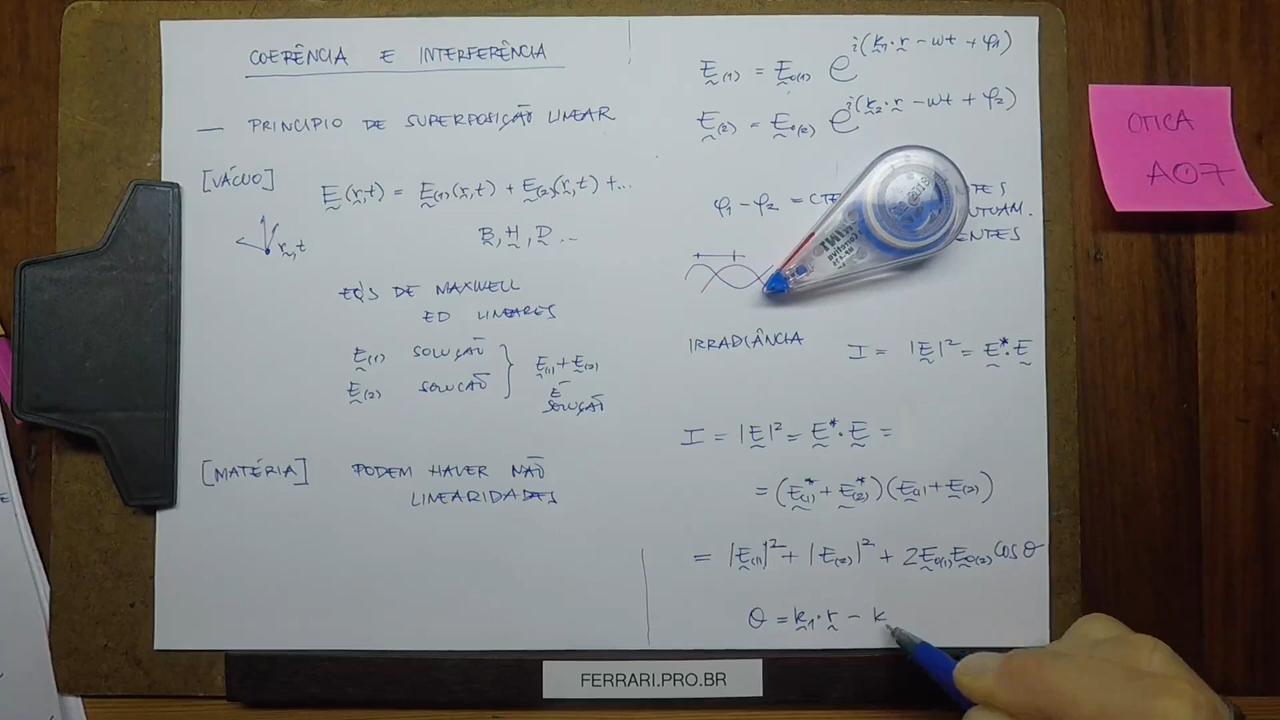 COERÊNCIA E INTERFERÊNCIA
— PRINCIPIO DE SUPERPOSIÇÃO LINEAR
[VÁCUO]
E(r,t) = E(1)(r,t) + E(2)(r,t) + ...
r, t
B, H, D ...
EQ'S DE MAXWELL
ED LINEARES
E(1) SOLUÇÃO
E(2) SOLUCÃO
E(1) + E(2)
É
SOLUÇÃO
[MATÉRIA] PODEM HAVER NÃO
LINEARIDADES
E(1) = E0(1) e^i(k1·r − wt + φ1)
E(2) = E0(2) e^i(k2·r − wt + φ2)
φ1 − φ2 = CTE
IRRADIÂNCIA I = |E|² = E*·E
I = |E|² = E*·E =
= (E(1)* + E(2)*)(E(1) + E(2))
= |E(1)|² + |E(2)|² + 2E0(1)E0(2) cos θ
θ = k1·r − k
OTICA
A07
FERRARI.PRO.BR